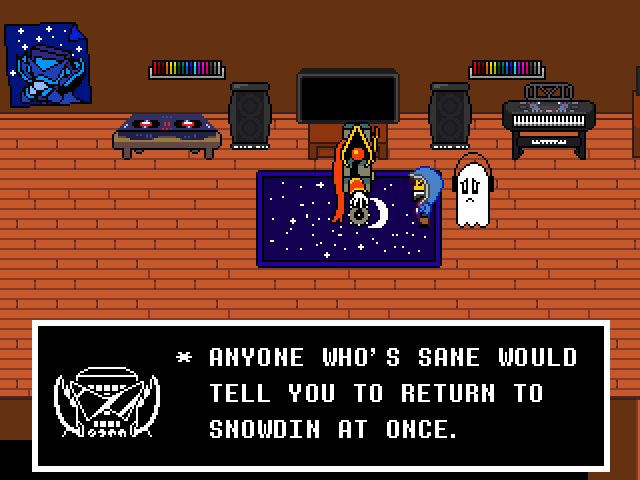 * ANYONE WHO'S SANE WOULD
TELL YOU TO RETURN TO
SNOWDIN AT ONCE.